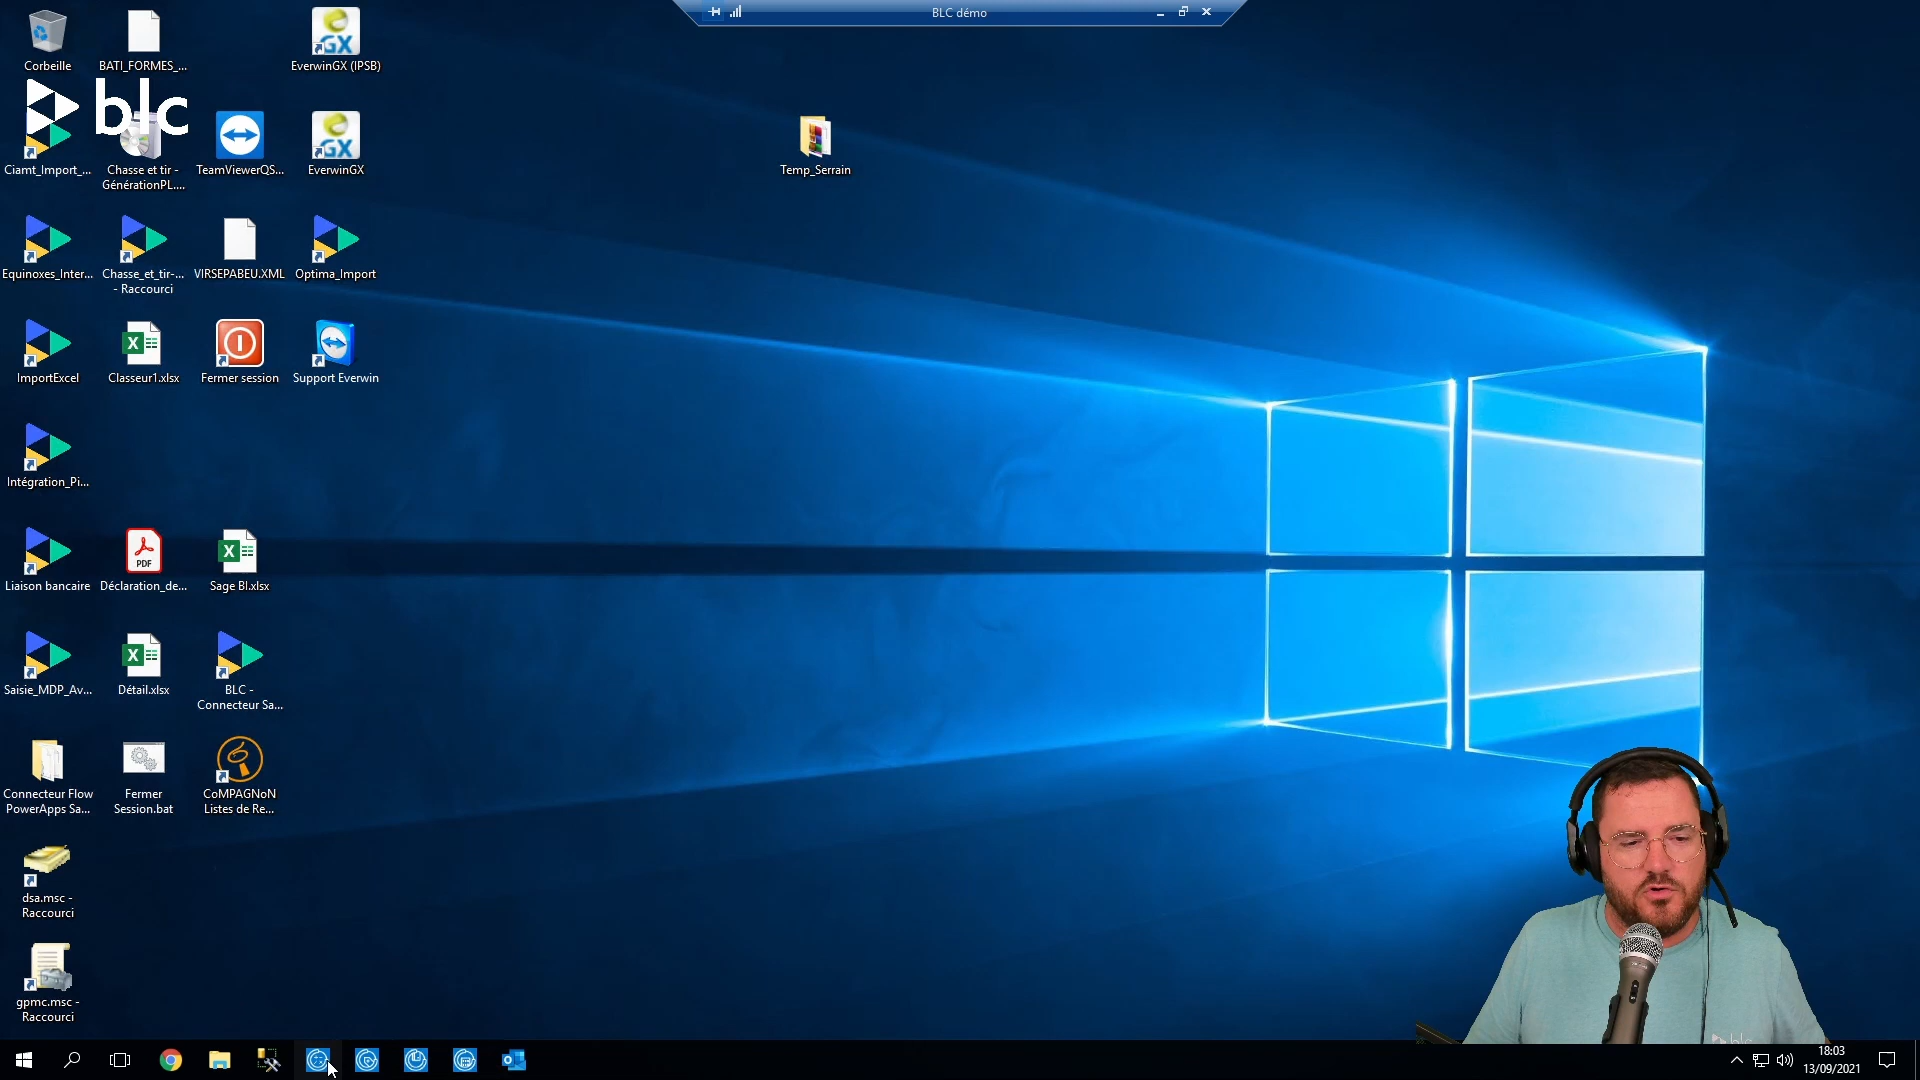 BLC démo
Corbeille
BATI_FORMES_...
EverwinGX (IPSB)
blc
Ciamt_Import_...
Chasse et tir -
GénérationPL....
TeamViewerQS...
EverwinGX
Temp_Serrain
Equinoxes_Inter...
Chasse_et_tir-...
- Raccourci
VIRSEPABEU.XML
Optima_Import
ImportExcel
Classeur1.xlsx
Fermer session
Support Everwin
Intégration_Pi...
Liaison bancaire
PDF
Déclaration_de...
Sage BI.xlsx
Saisie_MDP_Av...
Détail.xlsx
BLC -
Connecteur Sa...
Connecteur Flow
PowerApps Sa...
Fermer
Session.bat
CoMPAGNoN
Listes de Re...
dsa.msc -
Raccourci
gpmc.msc -
Raccourci
blc
18:03
13/09/2021